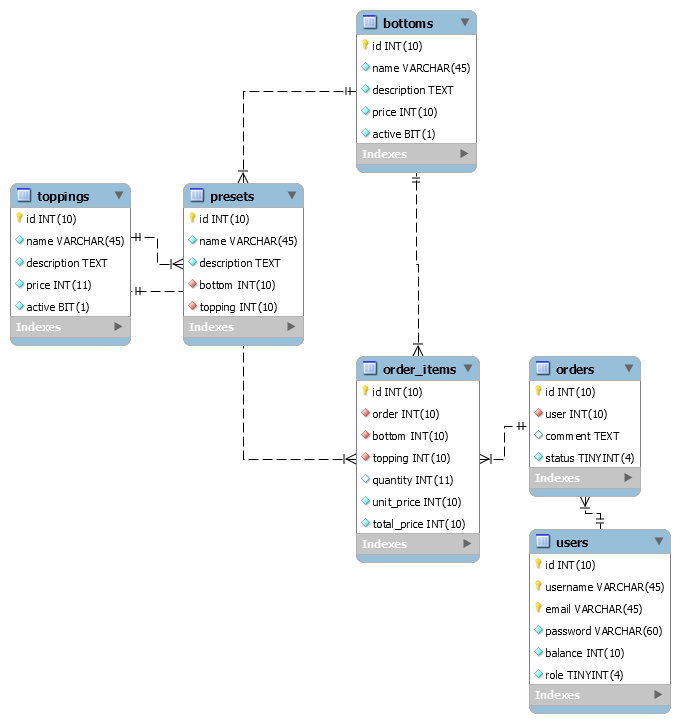 bottoms
id INT(10)
name VARCHAR(45)
description TEXT
price INT(10)
active BIT(1)
Indexes
toppings
id INT(10)
name VARCHAR(45)
description TEXT
price INT(11)
active BIT(1)
Indexes
presets
id INT(10)
name VARCHAR(45)
description TEXT
bottom INT(10)
topping INT(10)
Indexes
order_items
id INT(10)
order INT(10)
bottom INT(10)
topping INT(10)
quantity INT(11)
unit_price INT(10)
total_price INT(10)
Indexes
orders
id INT(10)
user INT(10)
comment TEXT
status TINYINT(4)
Indexes
users
id INT(10)
username VARCHAR(45)
email VARCHAR(45)
password VARCHAR(60)
balance INT(10)
role TINYINT(4)
Indexes